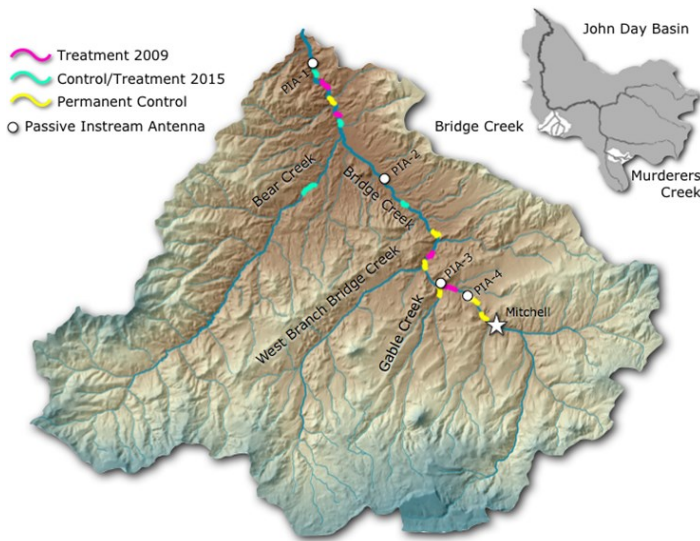 Treatment 2009
Control/Treatment 2015
Permanent Control
Passive Instream Antenna
John Day Basin
Bridge Creek
Murderers
Creek
PIA-1
Bear Creek
Bridge Creek
PIA-2
West Branch Bridge Creek
Gable Creek
PIA-3
PIA-4
Mitchell